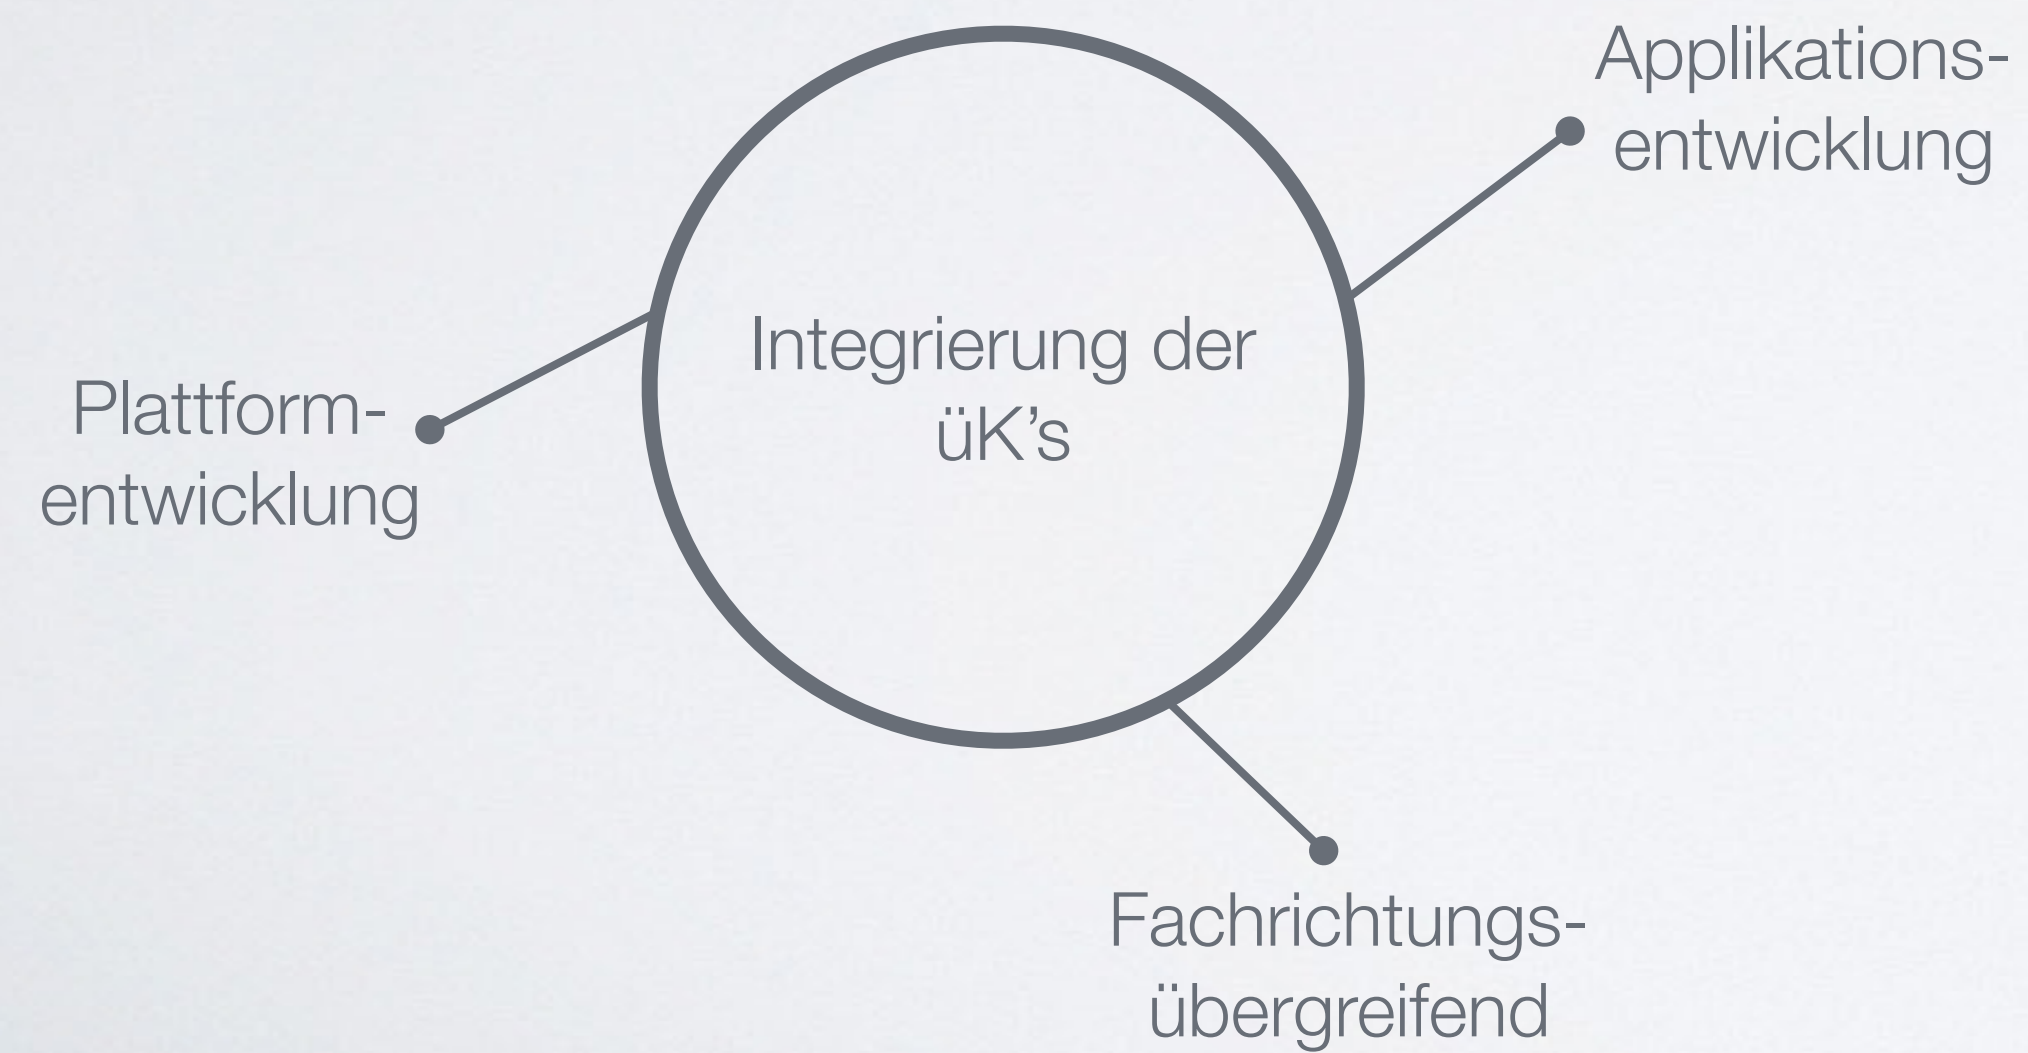 Applikations-
entwicklung
Integrierung der
üK’s
Plattform-
entwicklung
Fachrichtungs-
übergreifend